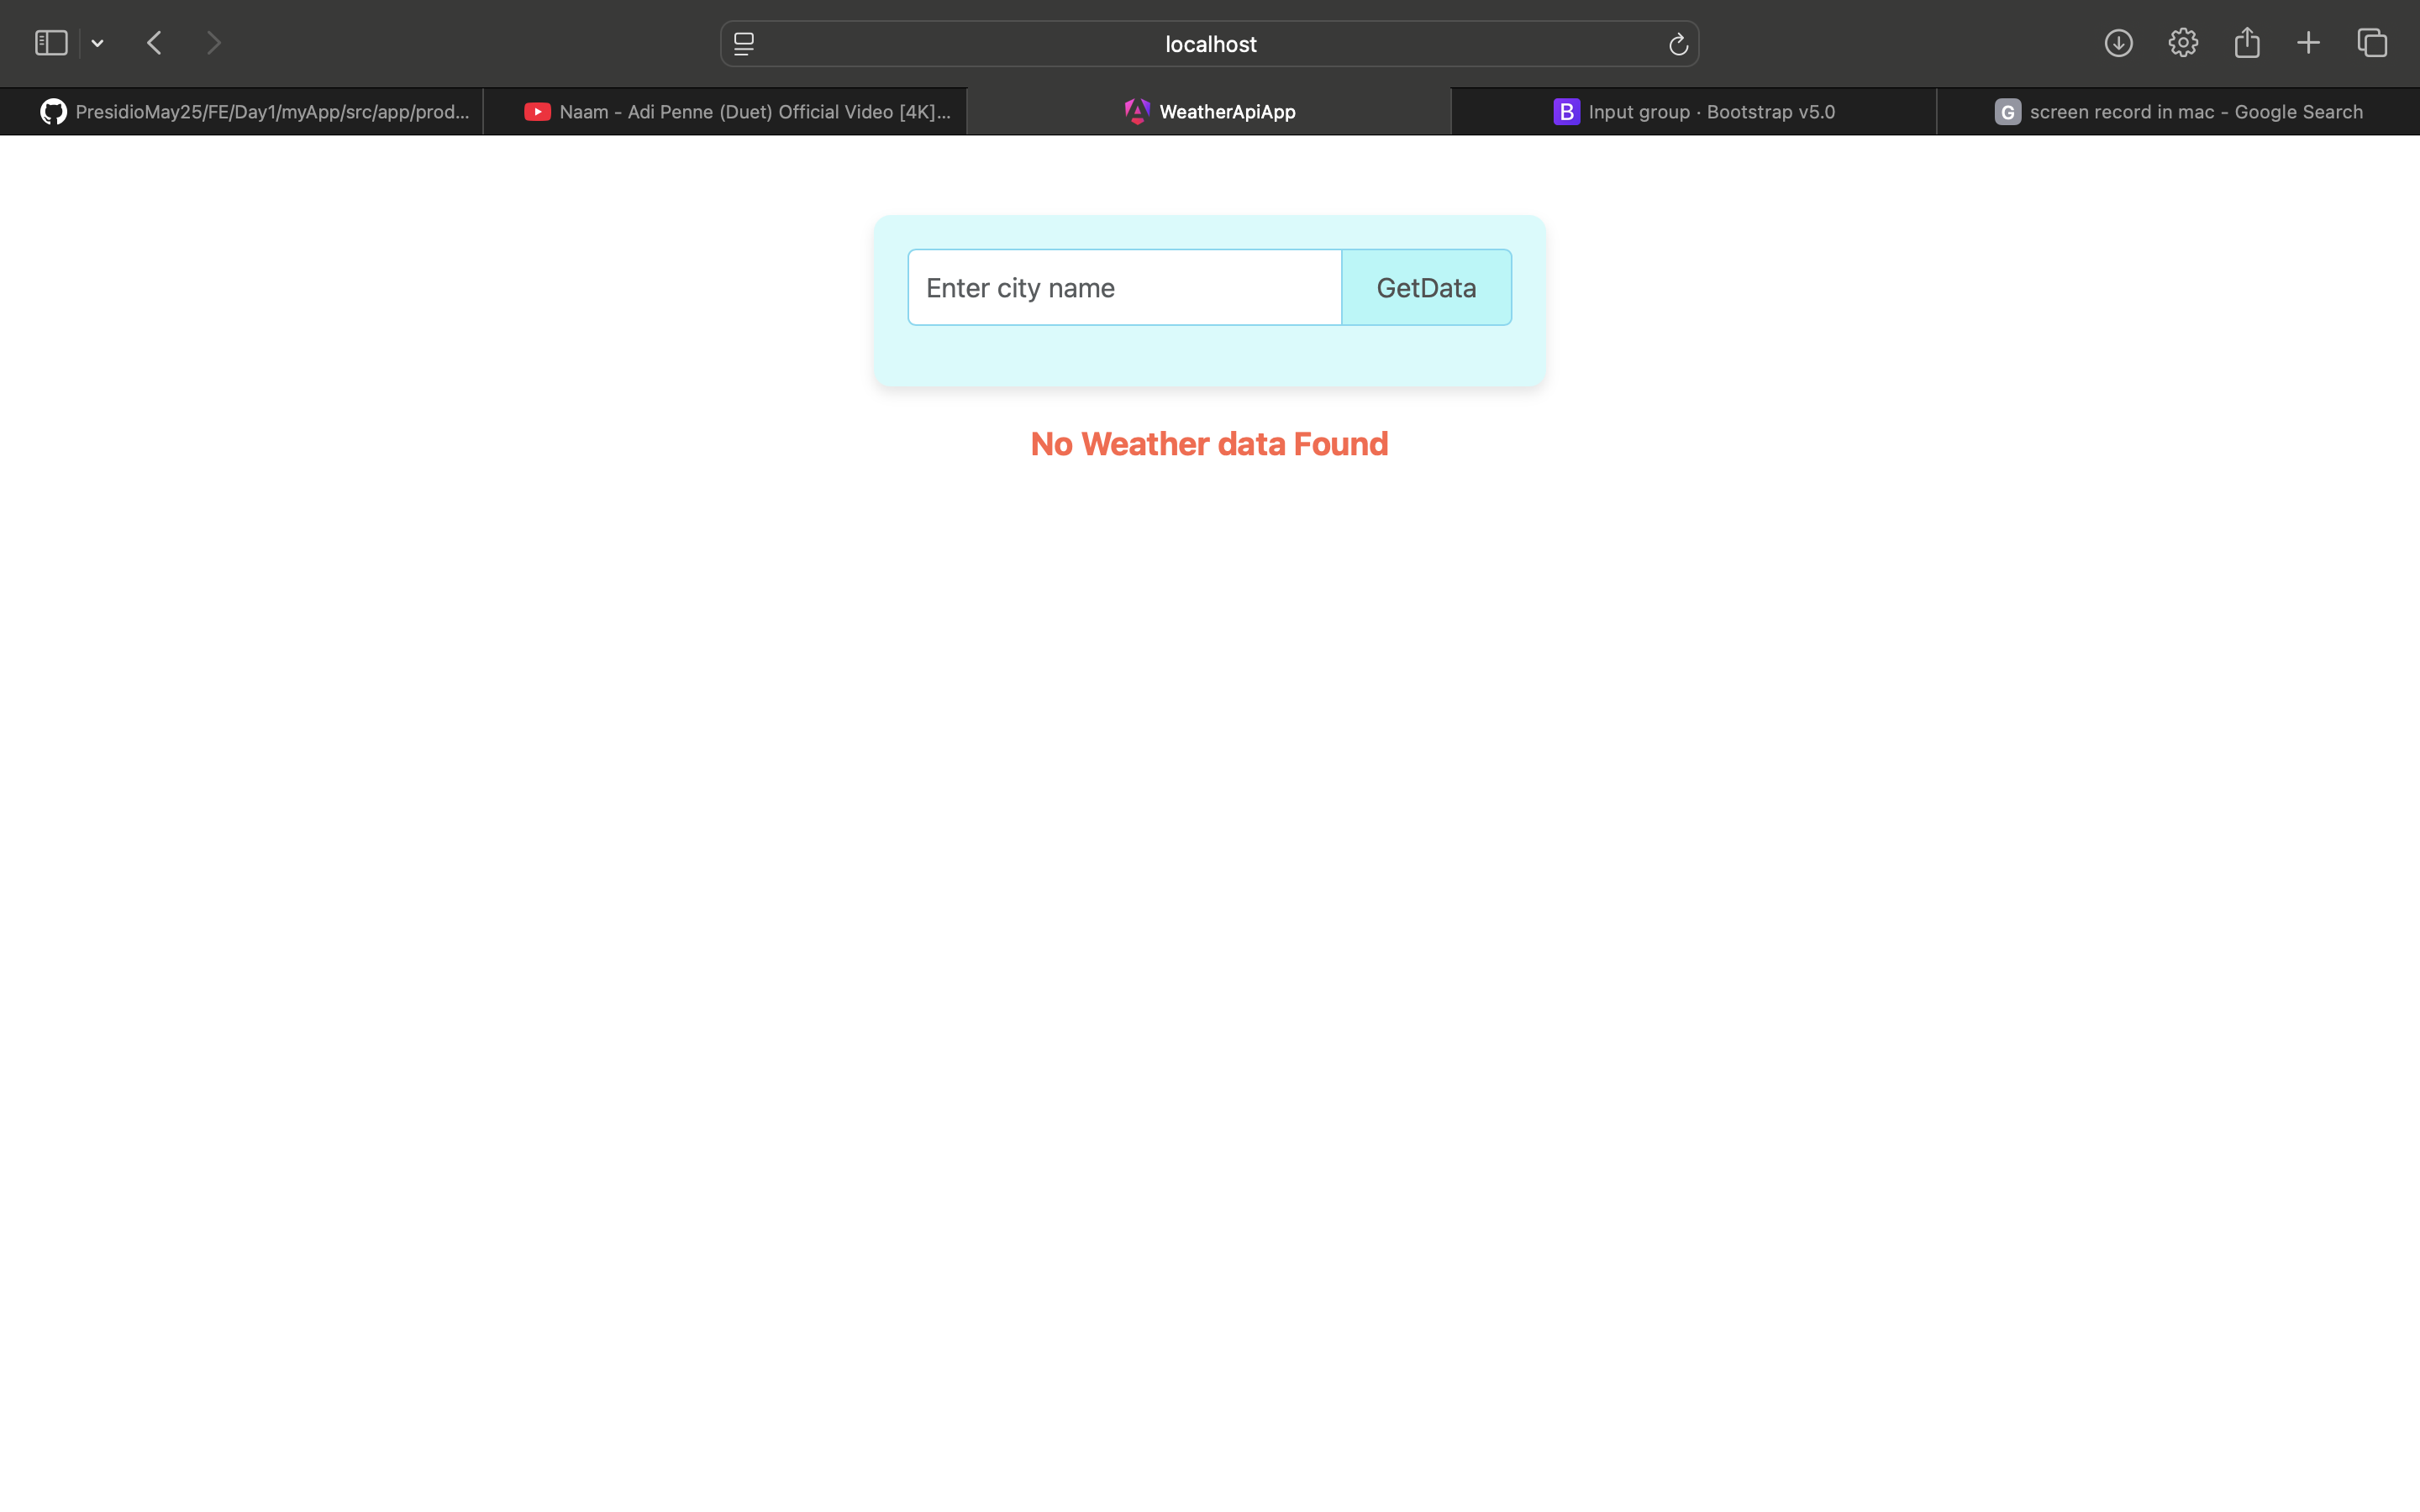 localhost
PresidioMay25/FE/Day1/myApp/src/app/prod...
Naam - Adi Penne (Duet) Official Video [4K]...
WeatherApiApp
B Input group · Bootstrap v5.0
G screen record in mac - Google Search
Enter city name
GetData
No Weather data Found